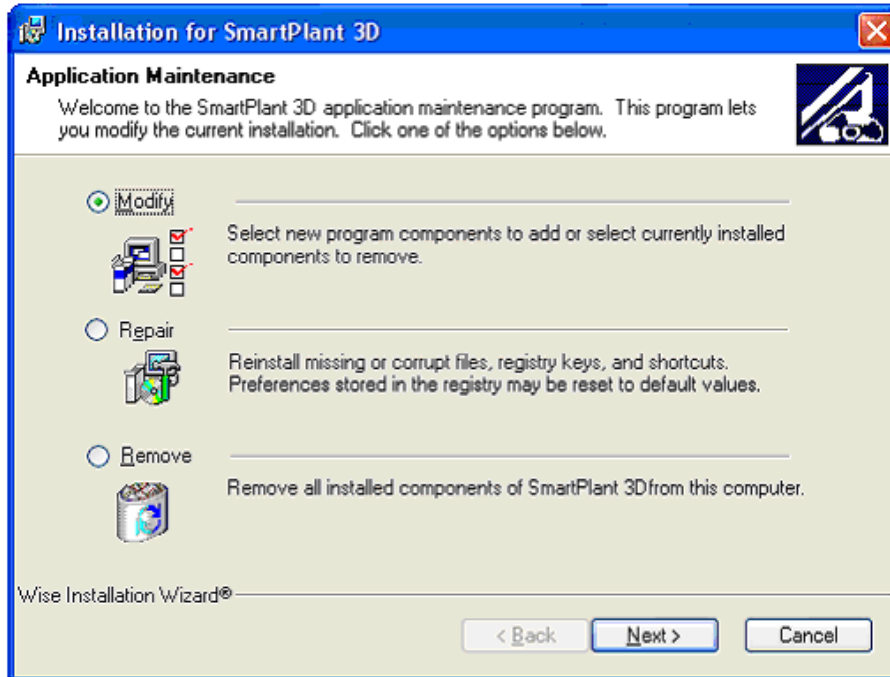 Installation for SmartPlant 3D
Application Maintenance
Welcome to the SmartPlant 3D application maintenance program. This program lets
you modify the current installation. Click one of the options below.
Modify
Select new program components to add or select currently installed
components to remove.
Repair
Reinstall missing or corrupt files, registry keys, and shortcuts.
Preferences stored in the registry may be reset to default values.
Remove
Remove all installed components of SmartPlant 3Dfrom this computer.
Wise Installation Wizard®
< Back
Next >
Cancel